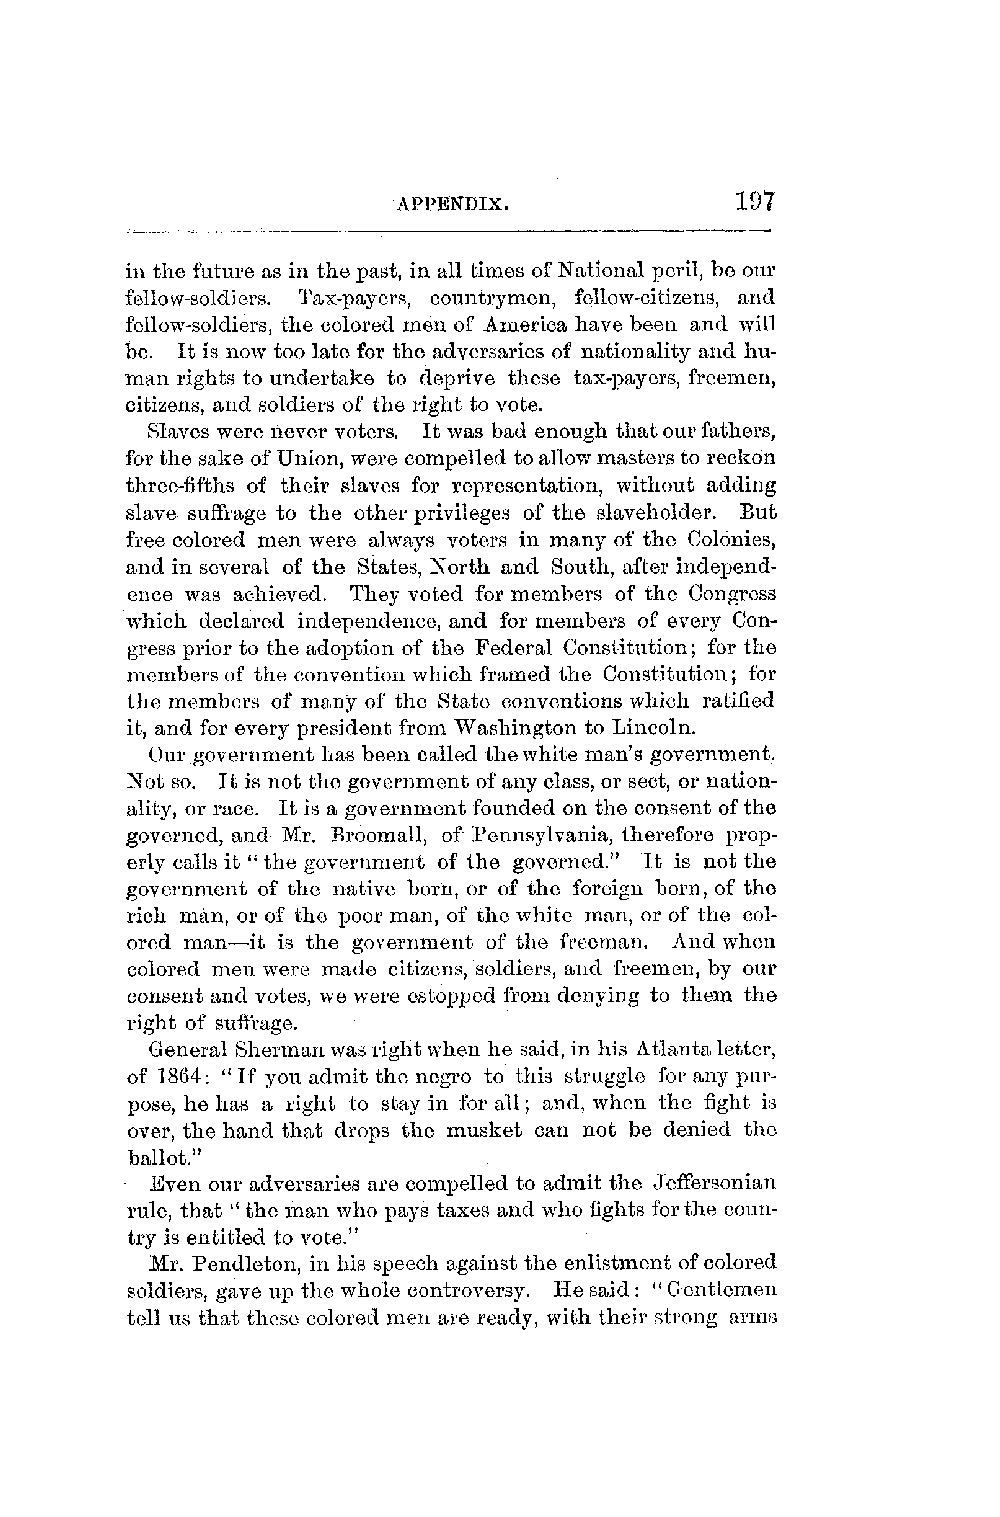 APPENDIX. 197
in the future as in the past, in all times of National peril, be our
fellow-soldiers. Tax-payers, countrymen, fellow-citizens, and
fellow-soldiers, the colored men of America have been and will
be. It is now too late for the adversaries of nationality and hu-
man rights to undertake to deprive these tax-payers, freemen,
citizens, and soldiers of the right to vote.
Slaves were never voters. It was bad enough that our fathers,
for the sake of Union, were compelled to allow masters to reckon
three-fifths of their slaves for representation, without adding
slave suffrage to the other privileges of the slaveholder. But
free colored men were always voters in many of the Colonies,
and in several of the States, North and South, after independ-
ence was achieved. They voted for members of the Congress
which declared independence, and for members of every Con-
gress prior to the adoption of the Federal Constitution; for the
members of the convention which framed the Constitution; for
the members of many of the State conventions which ratified
it, and for every president from Washington to Lincoln.
Our government has been called the white man's government.
Not so. It is not the government of any class, or sect, or nation-
ality, or race. It is a government founded on the consent of the
governed, and Mr. Broomall, of Pennsylvania, therefore prop-
erly calls it "the government of the governed." It is not the
government of the native born, or of the foreign born, of the
rich man, or of the poor man, of the white man, or of the col-
ored man—it is the government of the freeman. And when
colored men were made citizens, soldiers, and freemen, by our
consent and votes, we were estopped from denying to them the
right of suffrage.
General Sherman was right when he said, in his Atlanta letter,
of 1864: "If you admit the negro to this struggle for any pur-
pose, he has a right to stay in for all; and, when the fight is
over, the hand that drops the musket can not be denied the
ballot."
Even our adversaries are compelled to admit the Jeffersonian
rule, that "the man who pays taxes and who fights for the coun-
try is entitled to vote."
Mr. Pendleton, in his speech against the enlistment of colored
soldiers, gave up the whole controversy. He said: "Gentlemen
tell us that these colored men are ready, with their strong arms